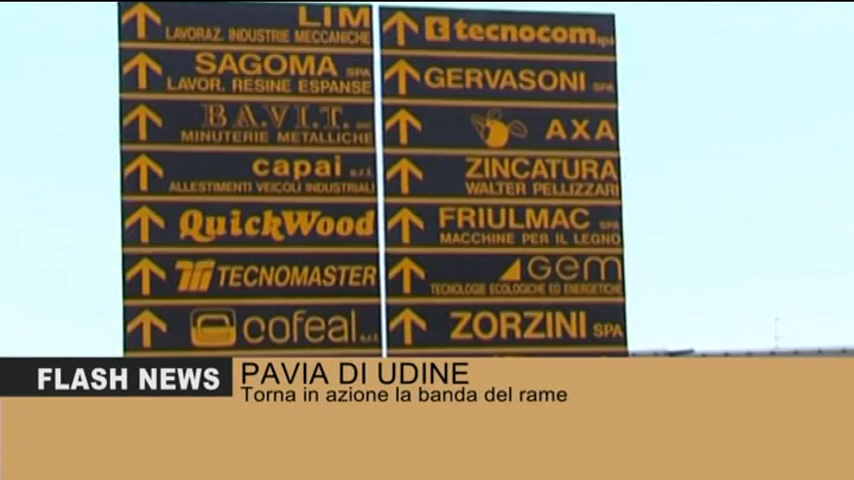 LIM
LAVORAZ. INDUSTRIE MECCANICHE
SAGOMA SPA
LAVOR. RESINE ESPANSE
B.A.V.I.T.
MINUTERIE METALLICHE
capai s.r.l.
ALLESTIMENTI VEICOLI INDUSTRIALI
QuickWood
TECNOMASTER
cofeal s.r.l.
t tecnocom spa
GERVASONI SPA
AXA
ZINCATURA
WALTER PELLIZZARI
FRIULMAC SPA
MACCHINE PER IL LEGNO
GEM
TECNOLOGIE ECOLOGICHE ED ENERGETICHE
ZORZINI SPA
FLASH NEWS
PAVIA DI UDINE
Torna in azione la banda del rame